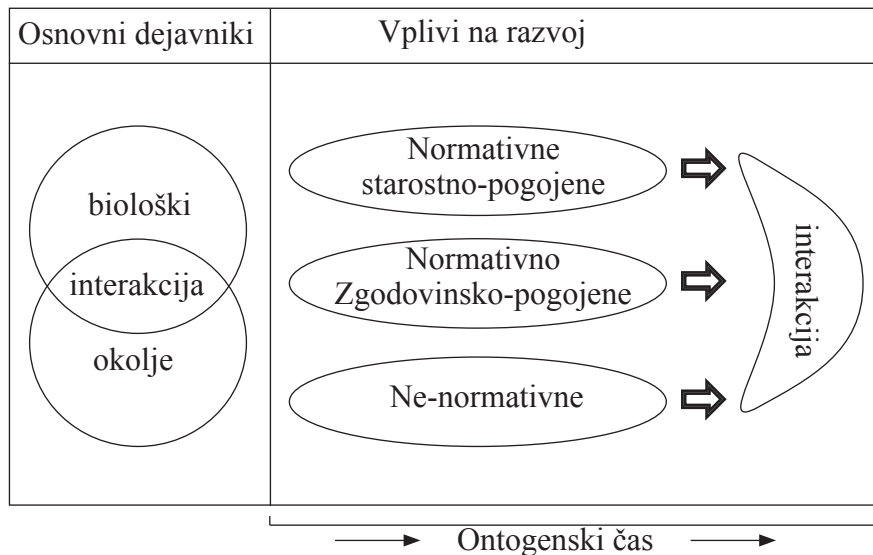 Osnovni dejavniki
Vplivi na razvoj
biološki
interakcija
okolje
Normativne
starostno-pogojene
Normativno
Zgodovinsko-pogojene
Ne-normativne
interakcija
Ontogenski čas